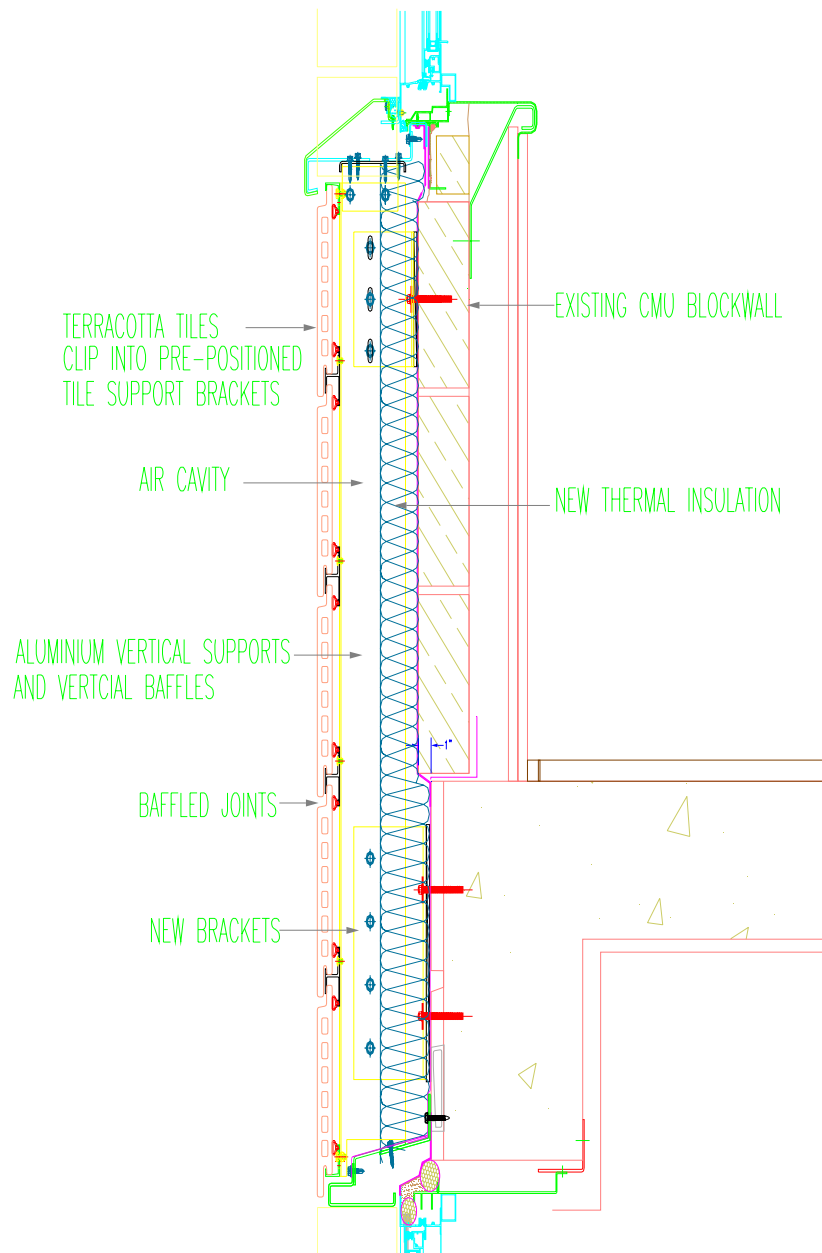 TERRACOTTA TILES
CLIP INTO PRE-POSITIONED
TILE SUPPORT BRACKETS
EXISTING CMU BLOCKWALL
AIR CAVITY
NEW THERMAL INSULATION
ALUMINIUM VERTICAL SUPPORTS
AND VERTCIAL BAFFLES
1"
BAFFLED JOINTS
NEW BRACKETS